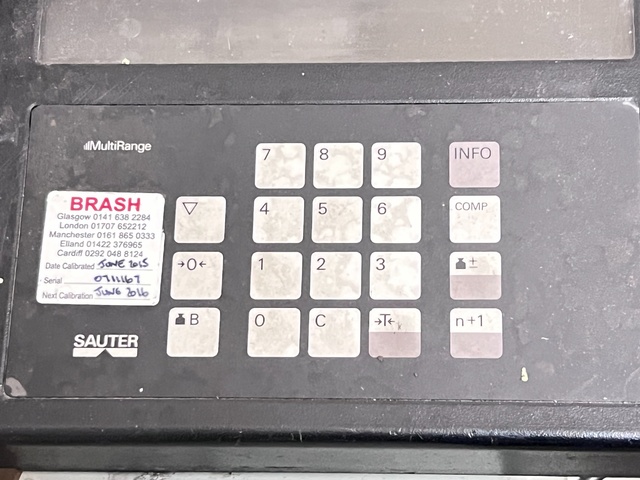 MultiRange
7 8 9 INFO
BRASH
Glasgow 0141 638 2284
London 01707 652212
Manchester 0161 865 0333
Elland 01422 376965
Cardiff 0292 048 8124
Date Calibrated JUNE 2015
Serial 0711167
Next Calibration JUNE 2016
▽ 4 5 6 COMP
→0← 1 2 3 ±
B 0 C →T← n+1
SAUTER